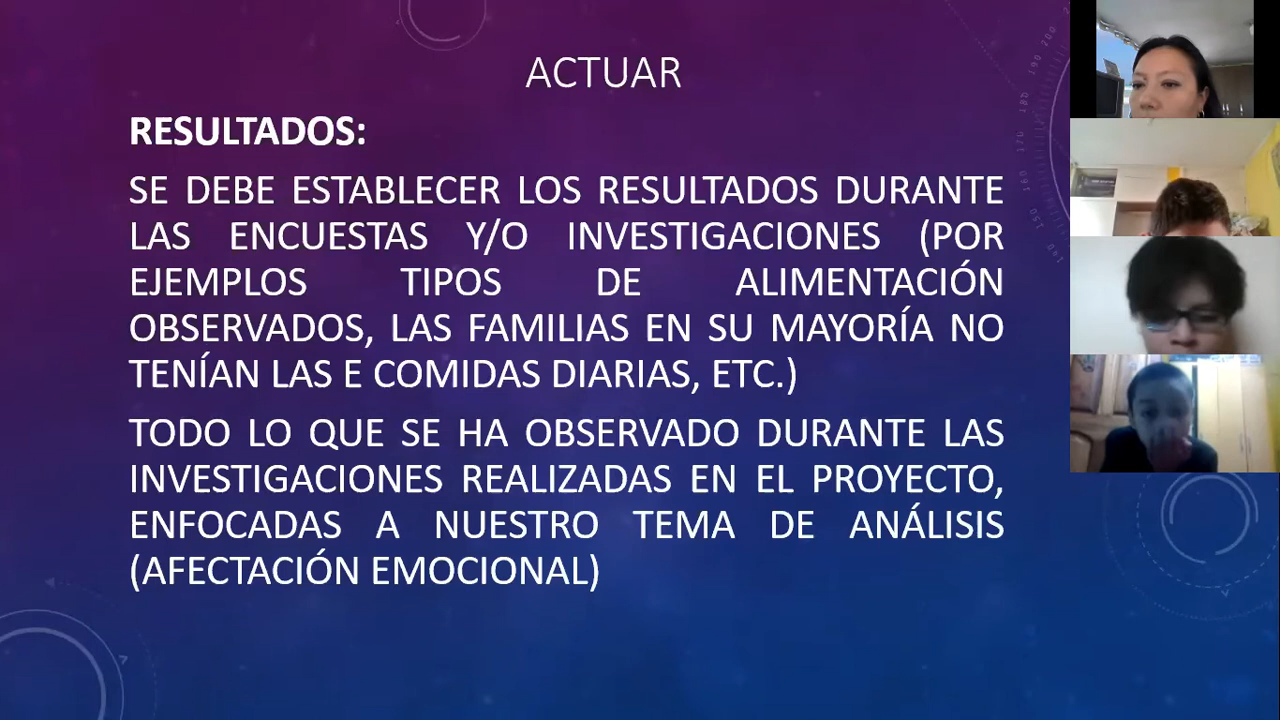 ACTUAR
RESULTADOS:
SE DEBE ESTABLECER LOS RESULTADOS DURANTE
LAS ENCUESTAS Y/O INVESTIGACIONES (POR
EJEMPLOS TIPOS DE ALIMENTACIÓN
OBSERVADOS, LAS FAMILIAS EN SU MAYORÍA NO
TENÍAN LAS E COMIDAS DIARIAS, ETC.)
TODO LO QUE SE HA OBSERVADO DURANTE LAS
INVESTIGACIONES REALIZADAS EN EL PROYECTO,
ENFOCADAS A NUESTRO TEMA DE ANÁLISIS
(AFECTACIÓN EMOCIONAL)